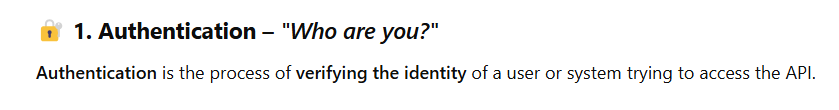 🔐 1. Authentication – "Who are you?"
Authentication is the process of verifying the identity of a user or system trying to access the API.